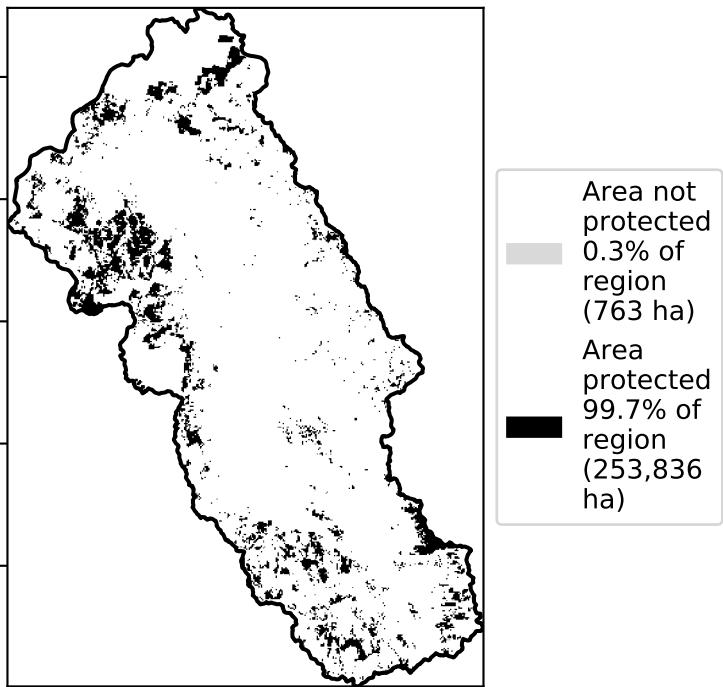 Area not
protected
0.3% of
region
(763 ha)
Area
protected
99.7% of
region
(253,836
ha)